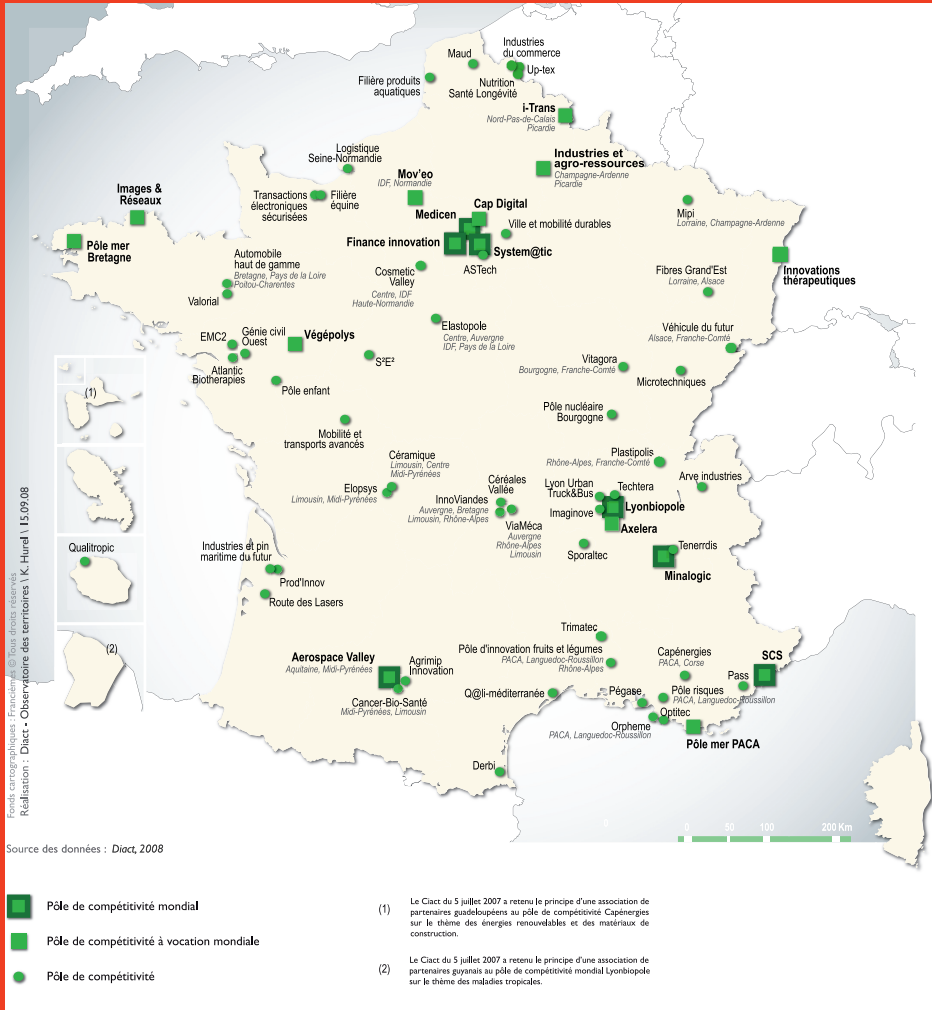 Maud
Industries
du commerce
Up-tex
Filière produits
aquatiques
Nutrition
Santé Longévité
i-Trans
Nord-Pas-de-Calais
Picardie
Logistique
Seine-Normandie
Mov'eo
IDF, Normandie
Industries et
agro-ressources
Champagne-Ardenne
Picardie
Images &
Réseaux
Transactions
électroniques
sécurisées
Filière
équine
Medicen
Cap Digital
Ville et mobilité durables
Mipi
Lorraine, Champagne-Ardenne
Pôle mer
Bretagne
Finance innovation
System@tic
ASTech
Automobile
haut de gamme
Bretagne, Pays de la Loire
Poitou-Charentes
Valorial
Cosmetic
Valley
Centre, IDF
Haute-Normandie
Fibres Grand'Est
Lorraine, Alsace
Innovations
thérapeutiques
Elastopole
Centre, Auvergne
IDF, Pays de la Loire
EMC2
Génie civil
Ouest
Végépolys
S²E²
Véhicule du futur
Alsace, Franche-Comté
Atlantic
Biotherapies
Pôle enfant
Vitagora
Bourgogne, Franche-Comté
Microtechniques
(1)
Pôle nucléaire
Bourgogne
Mobilité et
transports avancés
Céramique
Limousin, Centre
Midi-Pyrénées
Elopsys
Limousin, Midi-Pyrénées
Plastipolis
Rhône-Alpes, Franche-Comté
Arve industries
Céréales
Vallée
InnoViandes
Auvergne, Bretagne
Limousin, Rhône-Alpes
ViaMéca
Auvergne
Rhône-Alpes
Limousin
Lyon Urban
Truck&Bus
Techtera
Imaginove
Lyonbiopole
Axelera
Sporaltec
Tenerrdis
Minalogic
Qualitropic
Industries et pin
maritime du futur
Prod'Innov
Route des Lasers
(2)
Trimatec
Pôle d'innovation fruits et légumes
PACA, Languedoc-Roussillon
Rhône-Alpes
Aerospace Valley
Aquitaine, Midi-Pyrénées
Agrimip
Innovation
Cancer-Bio-Santé
Midi-Pyrénées, Limousin
Capénergies
PACA, Corse
SCS
Pass
Q@li-méditerranée
Pégase
Pôle risques
PACA, Languedoc-Roussillon
Optitec
Orpheme
PACA, Languedoc-Roussillon
Pôle mer PACA
Derbi
0
0 50 100 200 Km
Fonds cartographiques : Francièmes © Tous droits réservés
Réalisation : Diact - Observatoire des territoires \ K. Hurel \ 15.09.08
Source des données : Diact, 2008
Pôle de compétitivité mondial
Pôle de compétitivité à vocation mondiale
Pôle de compétitivité
(1) Le Ciact du 5 juillet 2007 a retenu le principe d'une association de
partenaires guadeloupéens au pôle de compétitivité Capénergies
sur le thème des énergies renouvelables et des matériaux de
construction.
(2) Le Ciact du 5 juillet 2007 a retenu le principe d'une association de
partenaires guyanais au pôle de compétitivité mondial Lyonbiopole
sur le thème des maladies tropicales.